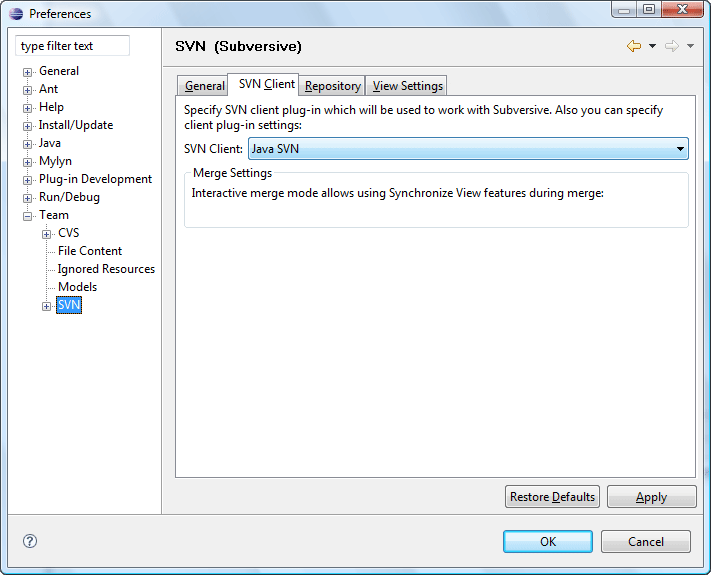 Preferences
type filter text
General
Ant
Help
Install/Update
Java
Mylyn
Plug-in Development
Run/Debug
Team
CVS
File Content
Ignored Resources
Models
SVN
SVN (Subversive)
General SVN Client Repository View Settings
Specify SVN client plug-in which will be used to work with Subversive. Also you can specify
client plug-in settings:
SVN Client: Java SVN
Merge Settings
Interactive merge mode allows using Synchronize View features during merge:
Restore Defaults Apply
? OK Cancel